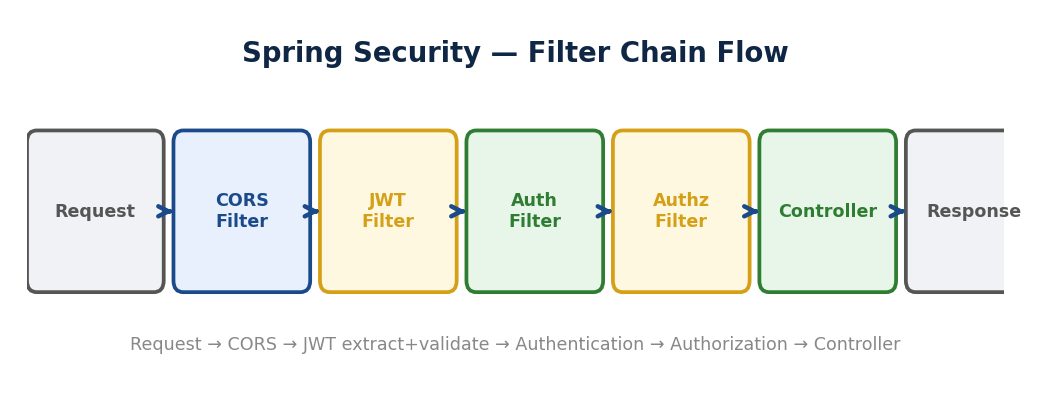 Spring Security — Filter Chain Flow
Request
CORS
Filter
JWT
Filter
Auth
Filter
Authz
Filter
Controller
Response
Request → CORS → JWT extract+validate → Authentication → Authorization → Controller